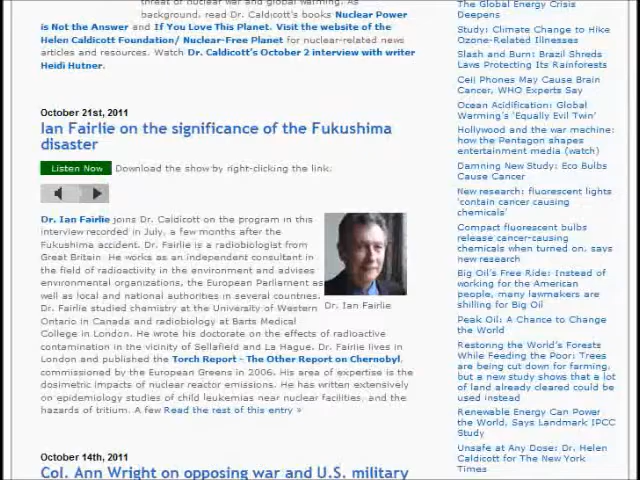 threat of nuclear war and global warming. As
background, read Dr. Caldicott's books Nuclear Power
is Not the Answer and If You Love This Planet. Visit the website of the
Helen Caldicott Foundation/ Nuclear-Free Planet for nuclear-related news
articles and resources. Watch Dr. Caldicott's October 2 interview with writer
Heidi Hutner.
October 21st, 2011
Ian Fairlie on the significance of the Fukushima
disaster
Listen Now Download the show by right-clicking the link.
Dr. Ian Fairlie joins Dr. Caldicott on the program in this
interview recorded in July, a few months after the
Fukushima accident. Dr. Fairlie is a radiobiologist from
Great Britain. He works as an independent consultant in
the field of radioactivity in the environment and advises
environmental organizations, the European Parliament as
well as local and national authorities in several countries.
Dr. Fairlie studied chemistry at the University of Western
Ontario in Canada and radiobiology at Barts Medical
College in London. He wrote his doctorate on the effects of radioactive
contamination in the vicinity of Sellafield and La Hague. Dr. Fairlie lives in
London and published the Torch Report - The Other Report on Chernobyl,
commissioned by the European Greens in 2006. His area of expertise is the
dosimetric impacts of nuclear reactor emissions. He has written extensively
on epidemiology studies of child leukemias near nuclear facilities, and the
hazards of tritium. A few Read the rest of this entry »
Dr. Ian Fairlie
October 14th, 2011
Col. Ann Wright on opposing war and U.S. military
The Global Energy Crisis
Deepens
Study: Climate Change to Hike
Ozone-Related Illnesses
Slash and Burn: Brazil Shreds
Laws Protecting Its Rainforests
Cell Phones May Cause Brain
Cancer, WHO Experts Say
Ocean Acidification: Global
Warming's 'Equally Evil Twin'
Hollywood and the war machine:
how the Pentagon shapes
entertainment media (watch)
Damning New Study: Eco Bulbs
Cause Cancer
New research: fluorescent lights
'contain cancer causing
chemicals'
Compact fluorescent bulbs
release cancer-causing
chemicals when turned on, says
new research
Big Oil's Free Ride: Instead of
working for the American
people, many lawmakers are
shilling for Big Oil
Peak Oil: A Chance to Change
the World
Restoring the World's Forests
While Feeding the Poor: Trees
are being cut down for farming,
but a new study shows that a lot
of land already cleared could be
used instead
Renewable Energy Can Power
the World, Says Landmark IPCC
Study
Unsafe at Any Dose: Dr. Helen
Caldicott for The New York
Times